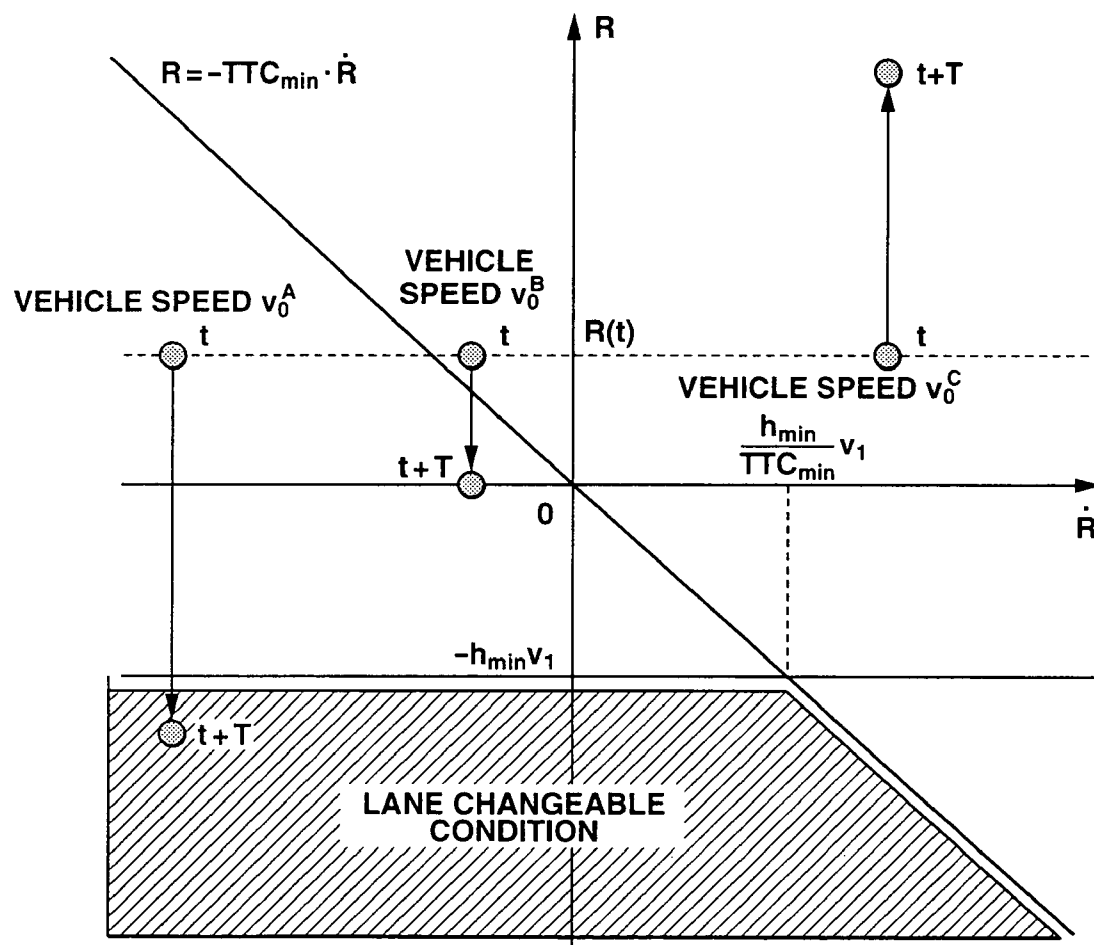 R
R = -TTC_min · Ṙ
t+T
VEHICLE
SPEED v_0^B
VEHICLE SPEED v_0^A
t
t
R(t)
t
VEHICLE SPEED v_0^C
h_min/TTC_min v_1
t+T
0
Ṙ
-h_min v_1
t+T
LANE CHANGEABLE
CONDITION